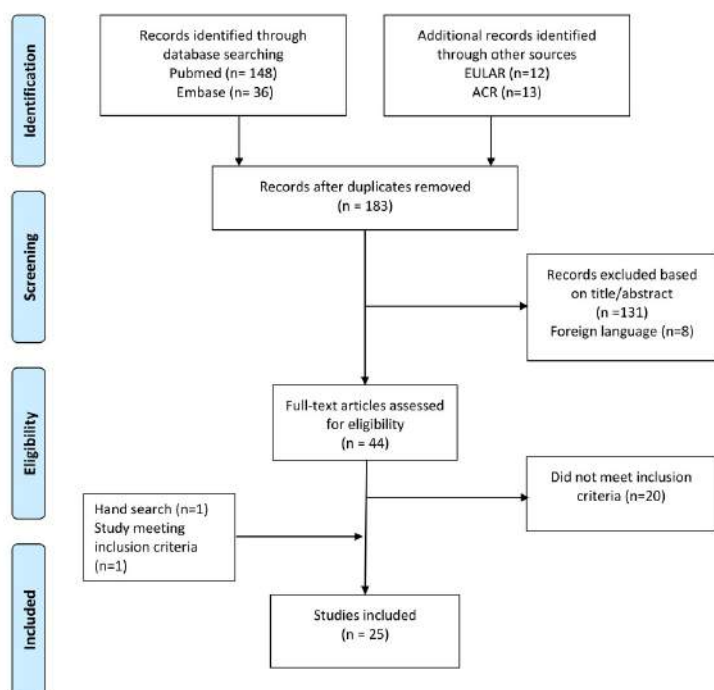 Identification
Records identified through
database searching
Pubmed (n= 148)
Embase (n= 36)
Additional records identified
through other sources
EULAR (n=12)
ACR (n=13)
Records after duplicates removed
(n = 183)
Screening
Records excluded based
on title/abstract
(n =131)
Foreign language (n=8)
Full-text articles assessed
for eligibility
(n = 44)
Eligibility
Did not meet inclusion
criteria (n=20)
Hand search (n=1)
Study meeting
inclusion criteria
(n=1)
Included
Studies included
(n = 25)